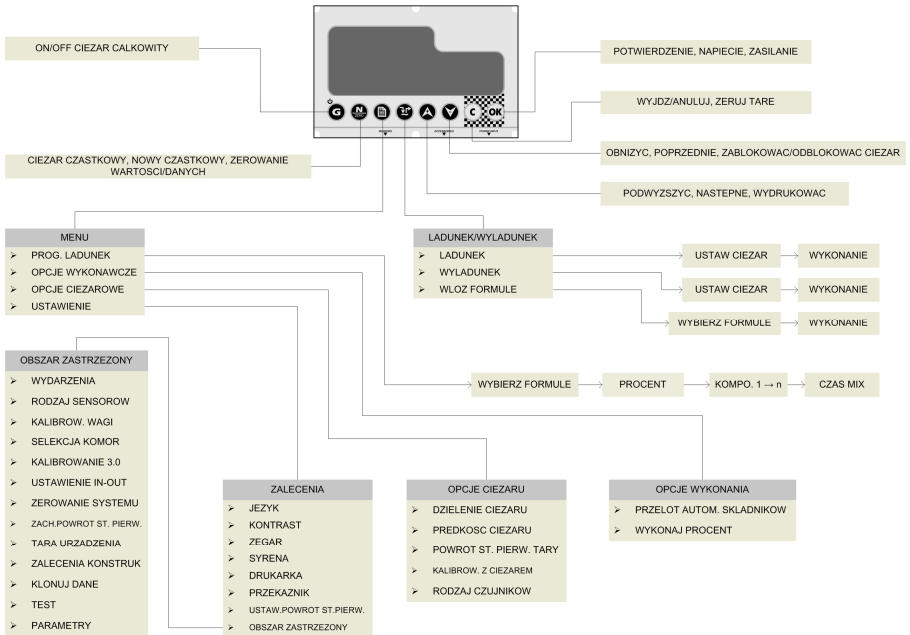 ON/OFF CIEZAR CALKOWITY
POTWIERDZENIE, NAPIECIE, ZASILANIE
G N C OK
WYJDZ/ANULUJ, ZERUJ TARE
OBNIZYC, POPRZEDNIE, ZABLOKOWAC/ODBLOKOWAC CIEZAR
CIEZAR CZASTKOWY, NOWY CZASTKOWY, ZEROWANIE
WARTOSCI/DANYCH
PODWYZSZYC, NASTEPNE, WYDRUKOWAC
MENU
PROG. LADUNEK
OPCJE WYKONAWCZE
OPCJE CIEZAROWE
USTAWIENIE
LADUNEK/WYLADUNEK
LADUNEK
WYLADUNEK
WLOZ FORMULE
USTAW CIEZAR
WYKONANIE
USTAW CIEZAR
WYKONANIE
WYBIERZ FORMULE
WYKONANIE
WYBIERZ FORMULE
PROCENT
KOMPO. 1 → n
CZAS MIX
OBSZAR ZASTRZEZONY
WYDARZENIA
RODZAJ SENSOROW
KALIBROW. WAGI
SELEKCJA KOMOR
KALIBROWANIE 3.0
USTAWIENIE IN-OUT
ZEROWANIE SYSTEMU
ZACH.POWROT ST. PIERW.
TARA URZADZENIA
ZALECENIA KONSTRUK
KLONUJ DANE
TEST
PARAMETRY
ZALECENIA
JEZYK
KONTRAST
ZEGAR
SYRENA
DRUKARKA
PRZEKAZNIK
USTAW.POWROT ST.PIERW.
OBSZAR ZASTRZEZONY
OPCJE CIEZARU
DZIELENIE CIEZARU
PREDKOSC CIEZARU
POWROT ST. PIERW. TARY
KALIBROW. Z CIEZAREM
RODZAJ CZUJNIKOW
OPCJE WYKONANIA
PRZELOT AUTOM. SKLADNIKOW
WYKONAJ PROCENT